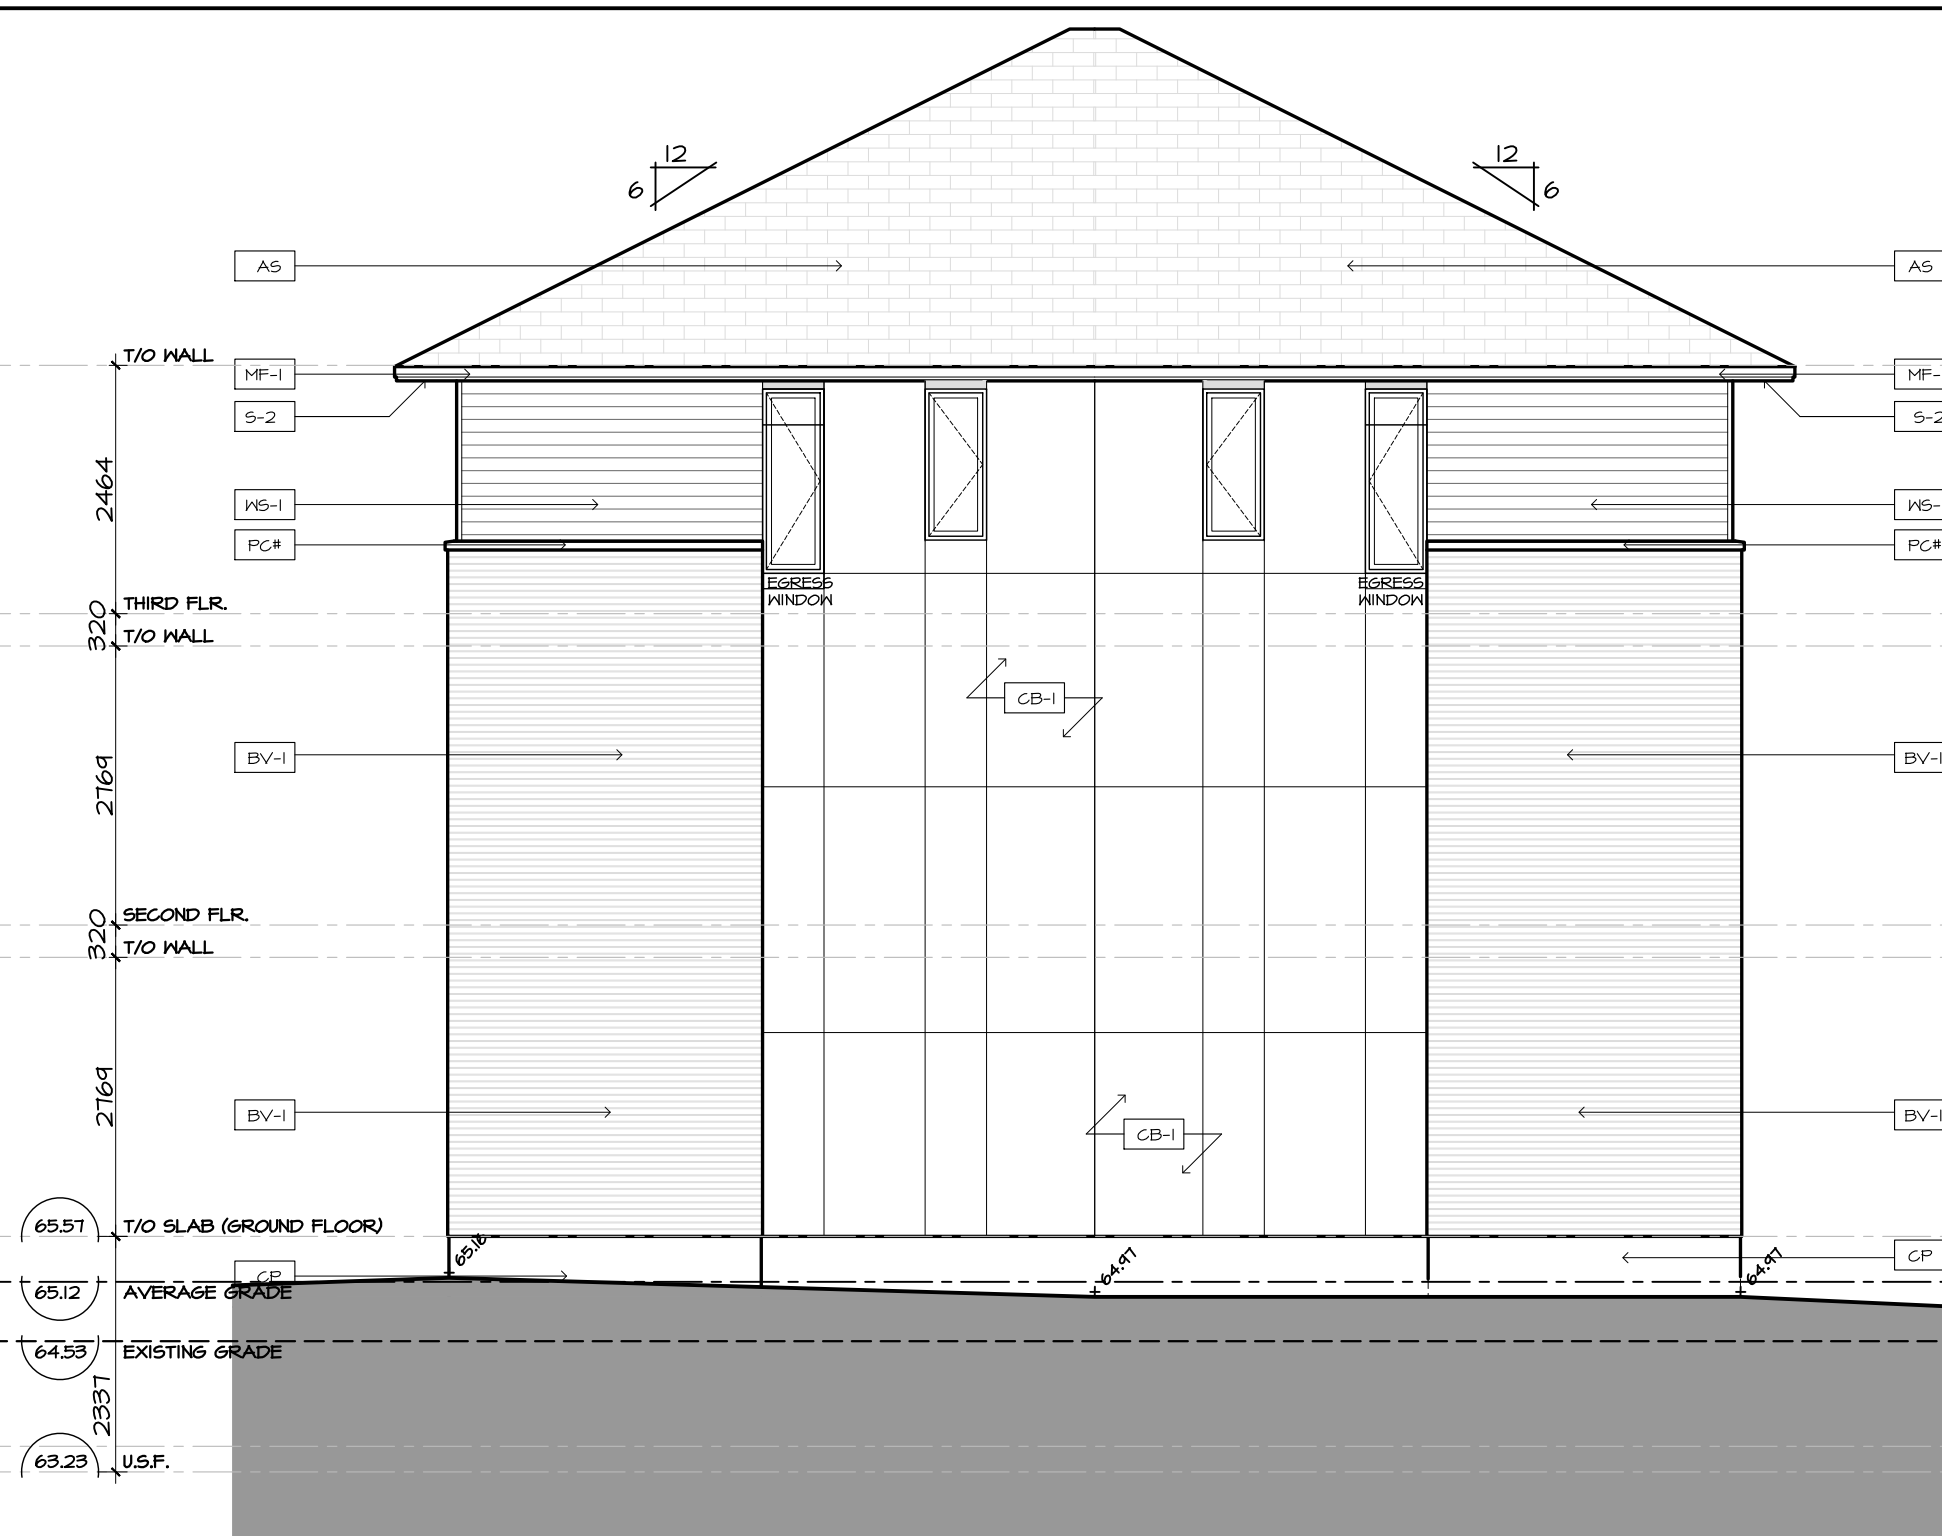 12
12
6
6
AS
AS
T/O WALL
MF-1
MF-
S-2
S-2
2464
WS-1
WS-
PC#
PC#
EGRESS
WINDOW
EGRESS
WINDOW
THIRD FLR.
320
T/O WALL
CB-1
BV-1
BV-1
2769
SECOND FLR.
320
T/O WALL
2769
BV-1
BV-1
CB-1
65.57
T/O SLAB (GROUND FLOOR)
65.16
64.97
64.97
CP
CP
65.12
AVERAGE GRADE
64.53
EXISTING GRADE
2337
63.23
U.S.F.